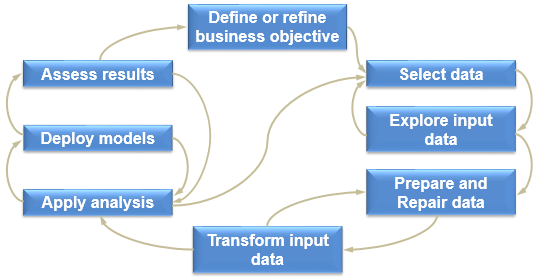 Define or refine
business objective
Assess results
Select data
Explore input
data
Deploy models
Prepare and
Repair data
Apply analysis
Transform input
data